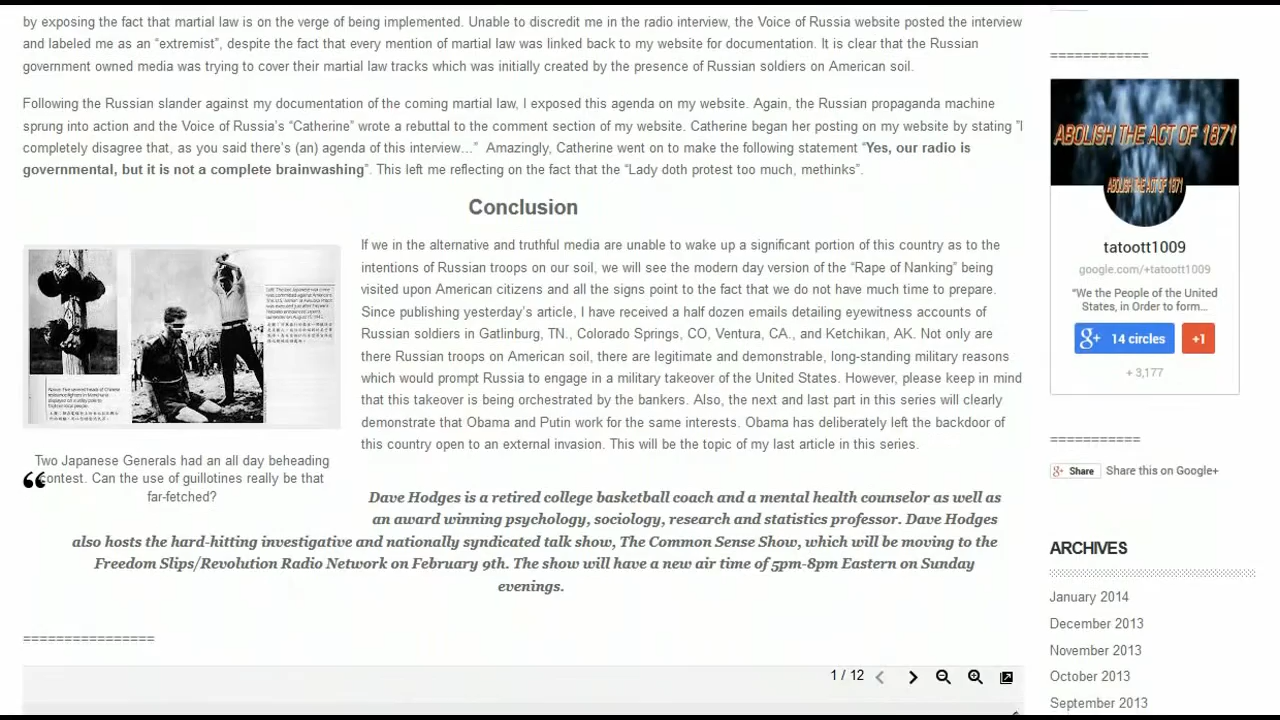 by exposing the fact that martial law is on the verge of being implemented. Unable to discredit me in the radio interview, the Voice of Russia website posted the interview
and labeled me as an “extremist”, despite the fact that every mention of martial law was linked back to my website for documentation. It is clear that the Russian
government owned media was trying to cover their martial law tracks which was initially created by the presence of Russian soldiers on American soil.
Following the Russian slander against my documentation of the coming martial law, I exposed this agenda on my website. Again, the Russian propaganda machine
sprung into action and the Voice of Russia’s “Catherine” wrote a rebuttal to the comment section of my website. Catherine began her posting on my website by stating ”I
completely disagree that, as you said there’s (an) agenda of this interview…”  Amazingly, Catherine went on to make the following statement “Yes, our radio is
governmental, but it is not a complete brainwashing”. This left me reflecting on the fact that the “Lady doth protest too much, methinks”.
Conclusion
If we in the alternative and truthful media are unable to wake up a significant portion of this country as to the
intentions of Russian troops on our soil, we will see the modern day version of the “Rape of Nanking” being
visited upon American citizens and all the signs point to the fact that we do not have much time to prepare.
Since publishing yesterday’s article, I have received a half dozen emails detailing eyewitness accounts of
Russian soldiers in Gatlinburg, TN., Colorado Springs, CO, Ventura, CA., and Ketchikan, AK. Not only are
there Russian troops on American soil, there are legitimate and demonstrable, long-standing military reasons
which would prompt Russia to engage in a military takeover of the United States. However, please keep in mind
that this takeover is being orchestrated by the bankers. Also, the next and last part in this series will clearly
demonstrate that Obama and Putin work for the same interests. Obama has deliberately left the backdoor of
this country open to an external invasion. This will be the topic of my last article in this series.
Two Japanese Generals had an all day beheading
contest. Can the use of guillotines really be that
far-fetched?
Dave Hodges is a retired college basketball coach and a mental health counselor as well as
an award winning psychology, sociology, research and statistics professor. Dave Hodges
also hosts the hard-hitting investigative and nationally syndicated talk show, The Common Sense Show, which will be moving to the
Freedom Slips/Revolution Radio Network on February 9th. The show will have a new air time of 5pm-8pm Eastern on Sunday
evenings.
================
1 / 12
============
ABOLISH THE ACT OF 1871
ABOLISH THE ACT OF 1871
tatoott1009
google.com/+tatoott1009
"We the People of the United
States, in Order to form...
g+ 14 circles
+1
+ 3,177
===========
g+ Share
Share this on Google+
ARCHIVES
January 2014
December 2013
November 2013
October 2013
September 2013